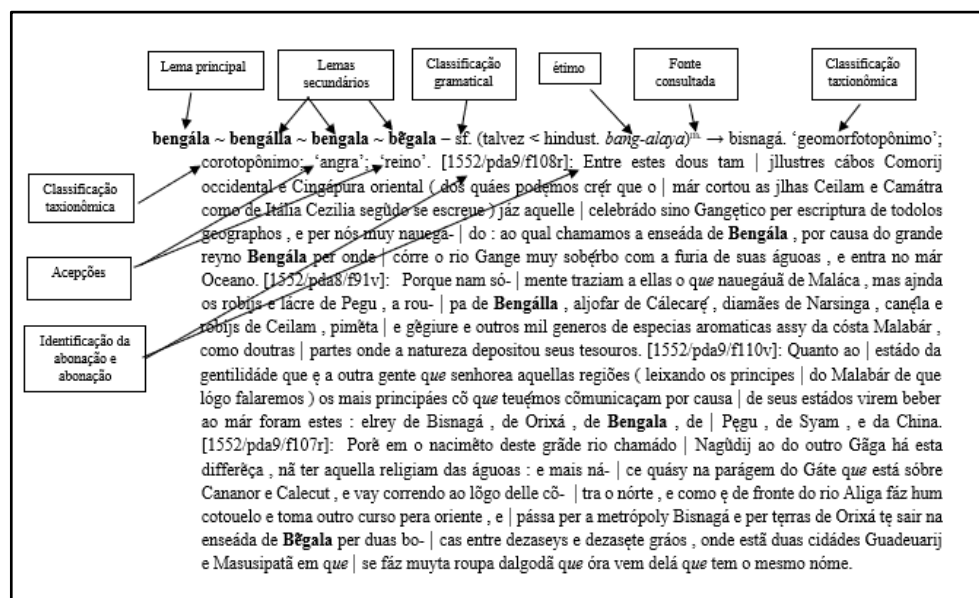 Lema principal
Lemas
secundários
Classificação
gramatical
étimo
Fonte
consultada
Classificação
taxionômica
bengála ~ bengálla ~ bengala ~ bẽgala – sf. (talvez < hindust. bang-alaya)ᵐ. → bisnagá. ‘geomorfotopônimo’;
corotopônimo; ‘angra’; ‘reino’. [1552/pda9/f108r]: Entre estes dous tam | jllustres cábos Comorij
occidental e Cingápura oriental ( dos quáes podęmos cręr que o | már cortou as jlhas Ceilam e Camátra
como de Itália Cezilia segũdo se escreue ) jáz aquelle | celebrádo sino Gangętico per escriptura de todolos
geographos , e per nós muy nauegá- | do : ao qual chamamos a enseáda de Bengála , por causa do grande
reyno Bengála per onde | córre o rio Gange muy sobęrbo com a furia de suas águoas , e entra no már
Oceano. [1552/pda8/f91v]: Porque nam só- | mente traziam a ellas o que nauegáuã de Maláca , mas ajnda
os robijs e lácre de Pegu , a rou- | pa de Bengálla , aljofar de Cálecarę , diamães de Narsinga , canęla e
robijs de Ceilam , pimẽta | e gẽgiure e outros mil generos de especias aromaticas assy da cósta Malabár ,
como doutras | partes onde a natureza depositou seus tesouros. [1552/pda9/f110v]: Quanto ao | estádo da
gentilidáde que ę a outra gente que senhorea aquellas regiões ( leixando os principes | do Malabár de que
lógo falaremos ) os mais principáes cõ que teuęmos cõmunicaçam por causa | de seus estádos virem beber
ao már foram estes : elrey de Bisnagá , de Orixá , de Bengala , de | Pęgu , de Syam , e da China.
[1552/pda9/f107r]: Porẽ em o nacimẽto deste grãde rio chamádo | Nagũdij ao do outro Gãga há esta
differẽça , nã ter aquella religiam das águoas : e mais ná- | ce quásy na parágem do Gáte que está sóbre
Cananor e Calecut , e vay correndo ao lõgo delle cõ- | tra o nórte , e como ę de fronte do rio Aliga fáz hum
cotouelo e toma outro curso pera oriente , e | pássa per a metrópoly Bisnagá e per tęrras de Orixá tę sair na
enseáda de Bẽgala per duas bo- | cas entre dezaseys e dezasęte gráos , onde estã duas cidádes Guadeuarij
e Masusipatã em que | se fáz muyta roupa dalgodã que óra vem delá que tem o mesmo nóme.
Classificação
taxionômica
Acepções
Identificação da
abonação e
abonação